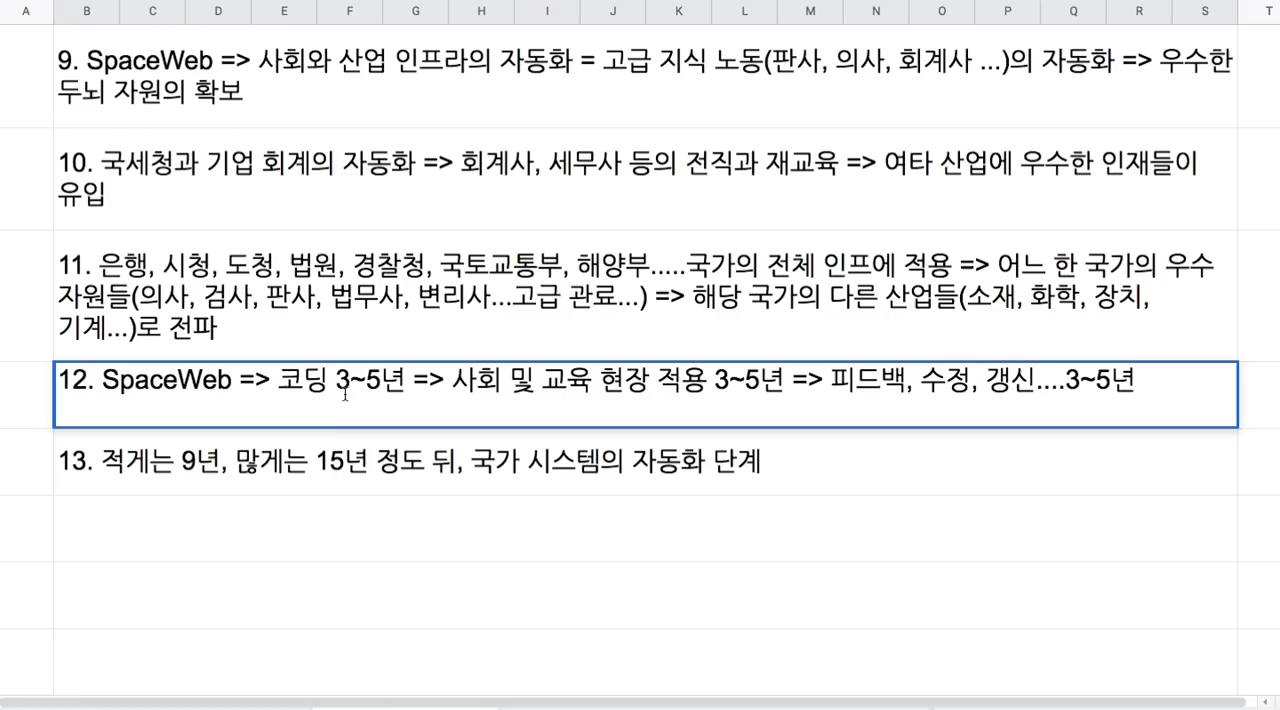 A B C D E F G H I J K L M N O P Q R S T
9. SpaceWeb => 사회와 산업 인프라의 자동화 = 고급 지식 노동(판사, 의사, 회계사 ...)의 자동화 => 우수한
두뇌 자원의 확보
10. 국세청과 기업 회계의 자동화 => 회계사, 세무사 등의 전직과 재교육 => 여타 산업에 우수한 인재들이
유입
11. 은행, 시청, 도청, 법원, 경찰청, 국토교통부, 해양부.....국가의 전체 인프에 적용 => 어느 한 국가의 우수
자원들(의사, 검사, 판사, 법무사, 변리사...고급 관료...) => 해당 국가의 다른 산업들(소재, 화학, 장치,
기계...)로 전파
12. SpaceWeb => 코딩 3~5년 => 사회 및 교육 현장 적용 3~5년 => 피드백, 수정, 갱신....3~5년
13. 적게는 9년, 많게는 15년 정도 뒤, 국가 시스템의 자동화 단계